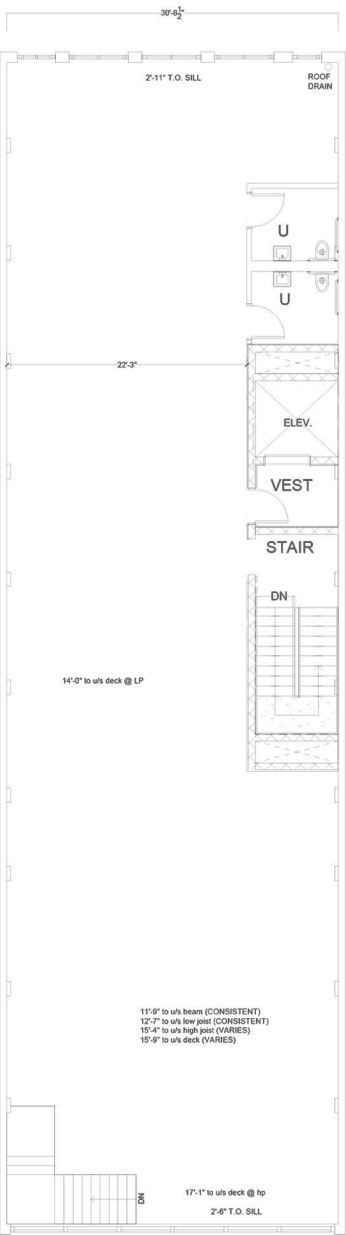 30'-8½"
2'-11" T.O. SILL
ROOF
DRAIN
U
U
22'-3"
ELEV.
VEST
STAIR
DN
14'-0" to u/s deck @ LP
11'-9" to u/s beam (CONSISTENT)
12'-7" to u/s low joist (CONSISTENT)
15'-4" to u/s high joist (VARIES)
15'-9" to u/s deck (VARIES)
DN
17'-1" to u/s deck @ hp
2'-6" T.O. SILL